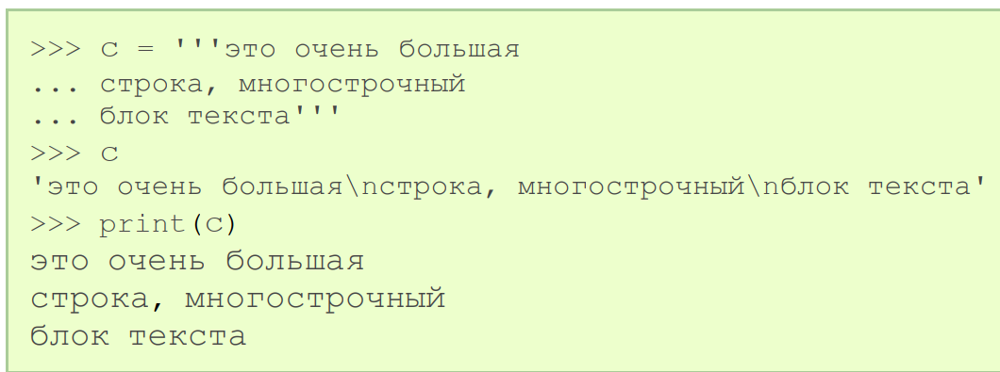 >>> c = '''это очень большая
... строка, многострочный
... блок текста'''
>>> c
'это очень большая\nстрока, многострочный\nблок текста'
>>> print(c)
это очень большая
строка, многострочный
блок текста